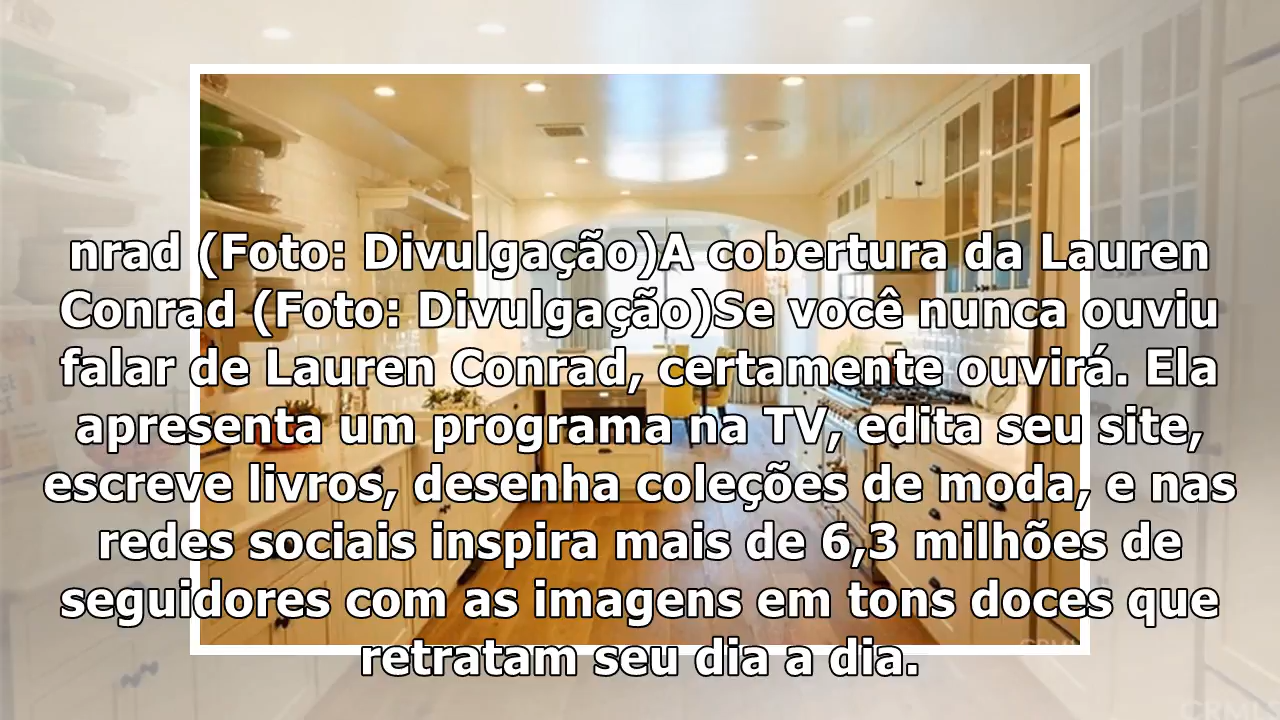 nrad (Foto: Divulgação)A cobertura da Lauren
Conrad (Foto: Divulgação)Se você nunca ouviu
falar de Lauren Conrad, certamente ouvirá. Ela
apresenta um programa na TV, edita seu site,
escreve livros, desenha coleções de moda, e nas
redes sociais inspira mais de 6,3 milhões de
seguidores com as imagens em tons doces que
retratam seu dia a dia.